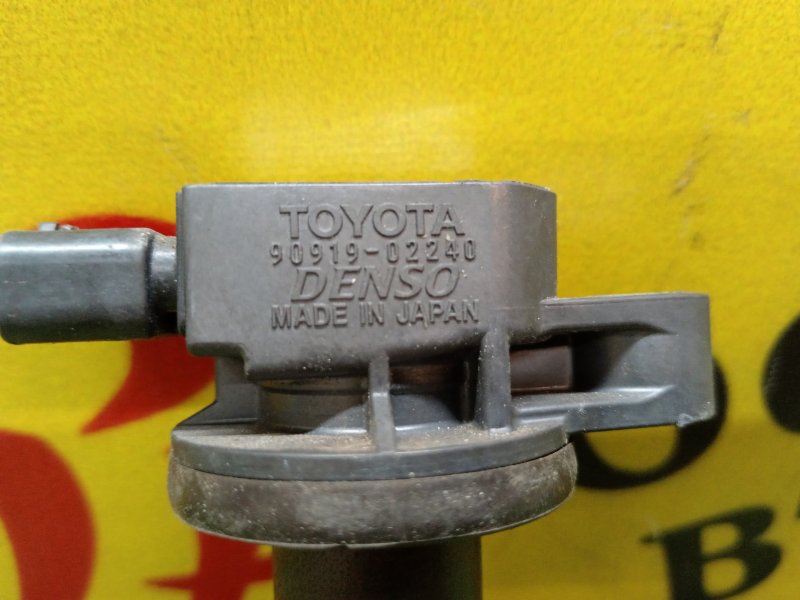 TOYOTA
90919-02240
DENSO
MADE IN JAPAN